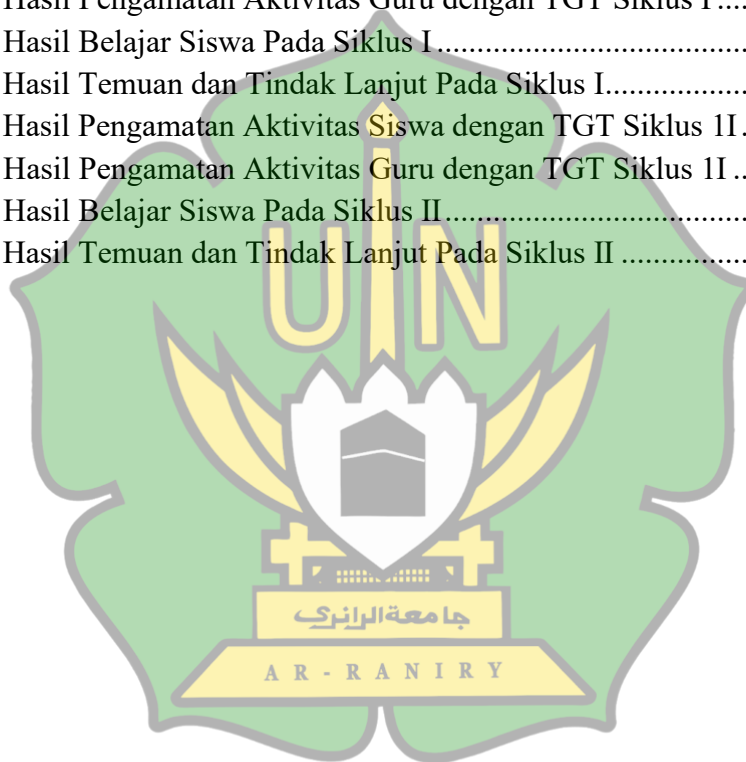 Hasil Pengamatan Aktivitas Guru dengan TGT Siklus I....
Hasil Belajar Siswa Pada Siklus I.......................................
Hasil Temuan dan Tindak Lanjut Pada Siklus I..................
Hasil Pengamatan Aktivitas Siswa dengan TGT Siklus 1I.
Hasil Pengamatan Aktivitas Guru dengan TGT Siklus 1I ..
Hasil Belajar Siswa Pada Siklus II......................................
Hasil Temuan dan Tindak Lanjut Pada Siklus II ................
UIN
جامعةالرانري
AR-RANIRY